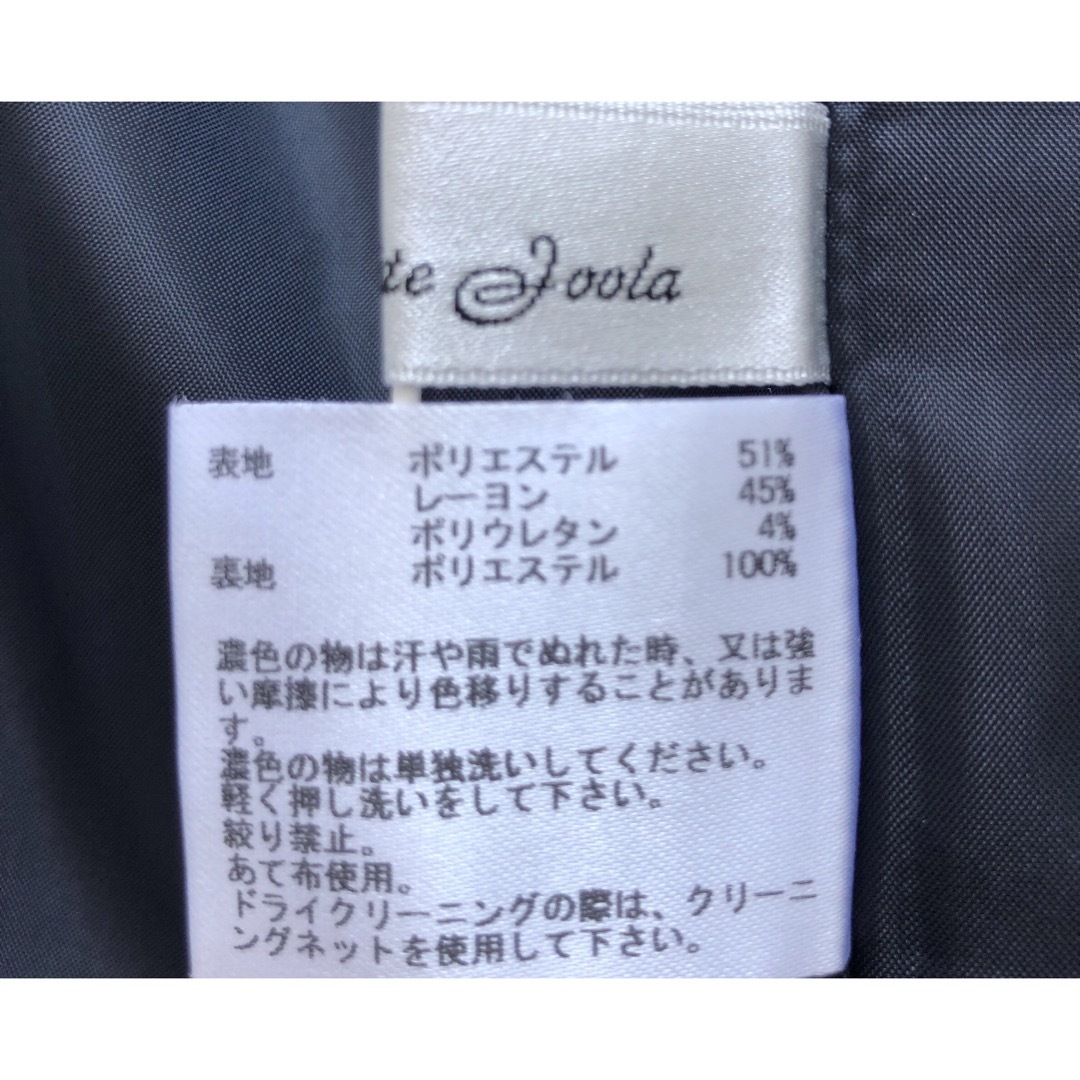 te Joola
表地 ポリエステル 51%
レーヨン 45%
ポリウレタン 4%
裏地 ポリエステル 100%
濃色の物は汗や雨でぬれた時、又は強
い摩擦により色移りすることがありま
す。
濃色の物は単独洗いしてください。
軽く押し洗いをして下さい。
絞り禁止。
あて布使用。
ドライクリーニングの際は、クリーニ
ングネットを使用して下さい。